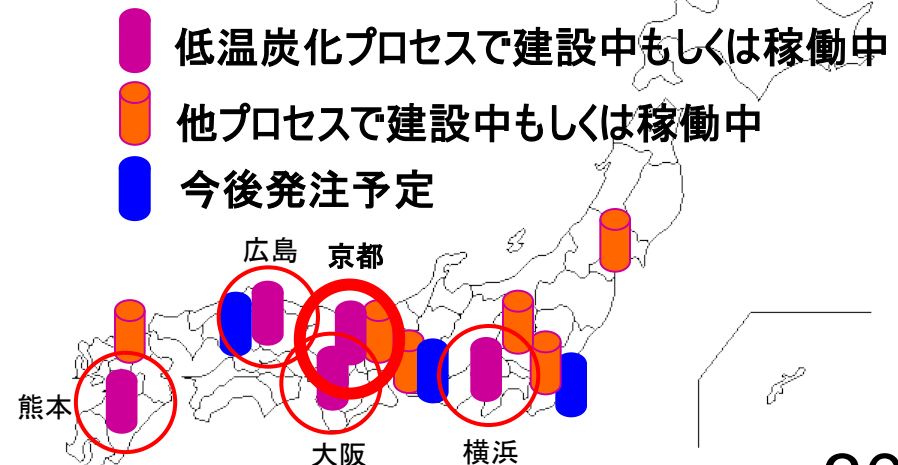 低温炭化プロセスで建設中もしくは稼働中
他プロセスで建設中もしくは稼働中
今後発注予定
広島
京都
熊本
大阪
横浜